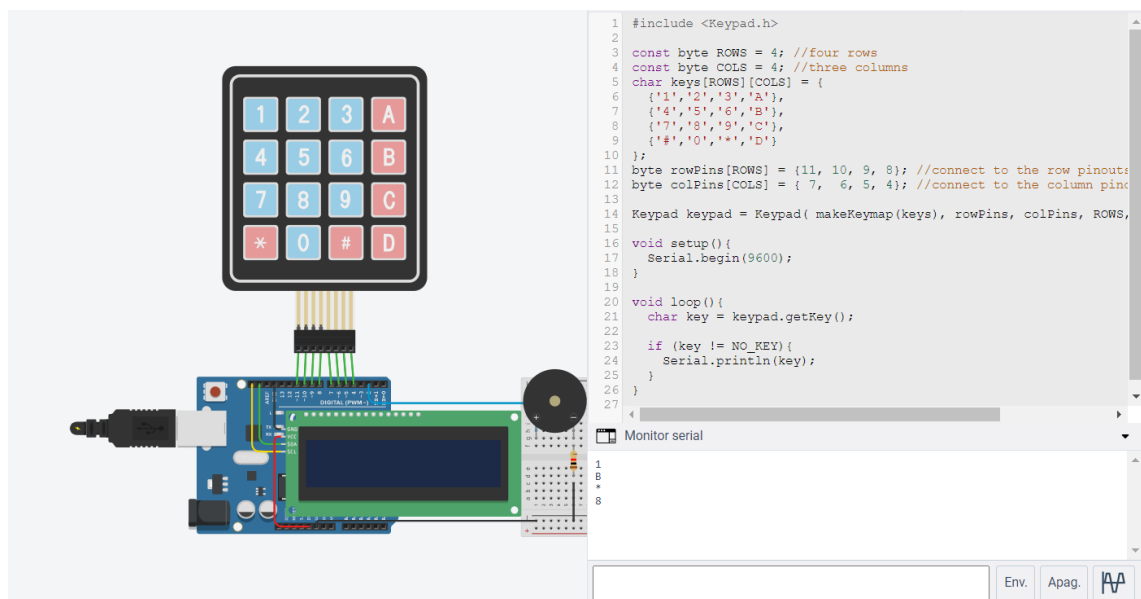 1 2 3 A
4 5 6 B
7 8 9 C
* 0 # D
DIGITAL (PWM~)
GND
VCC
SDA
SCL
1 #include <Keypad.h>
2
3 const byte ROWS = 4; //four rows
4 const byte COLS = 4; //three columns
5 char keys[ROWS][COLS] = {
6 {'1','2','3','A'},
7 {'4','5','6','B'},
8 {'7','8','9','C'},
9 {'#','0','*','D'}
10 };
11 byte rowPins[ROWS] = {11, 10, 9, 8}; //connect to the row pinouts
12 byte colPins[COLS] = { 7, 6, 5, 4}; //connect to the column pino
13
14 Keypad keypad = Keypad( makeKeymap(keys), rowPins, colPins, ROWS,
15
16 void setup(){
17 Serial.begin(9600);
18 }
19
20 void loop(){
21 char key = keypad.getKey();
22
23 if (key != NO_KEY){
24 Serial.println(key);
25 }
26 }
27
Monitor serial
1
B
*
8
Env. Apag.